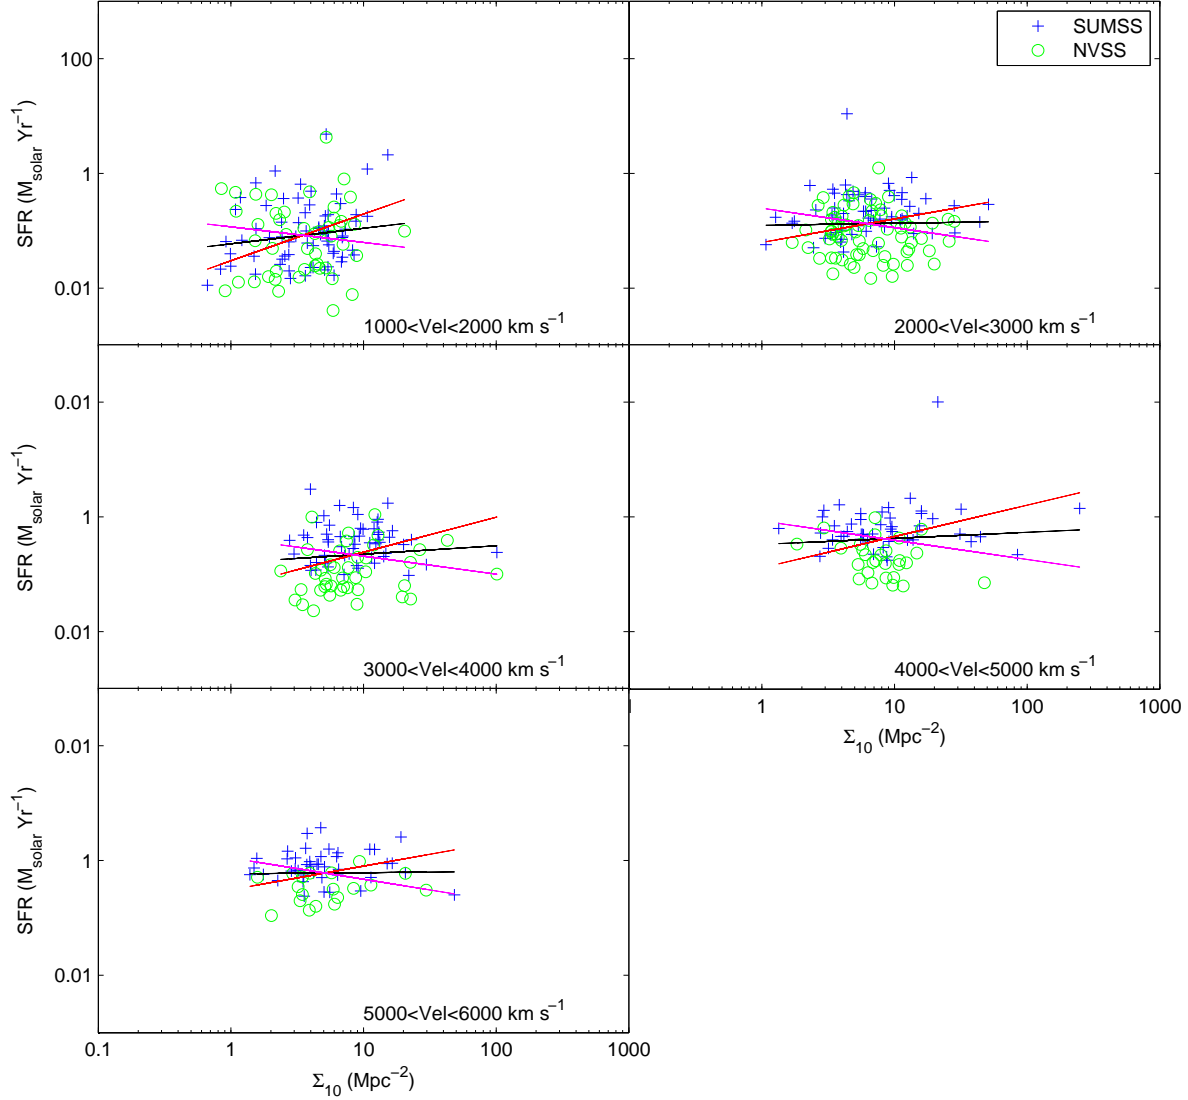 SUMSS
NVSS
100
1
0.01
SFR (M_solar Yr⁻¹)
1000<Vel<2000 km s⁻¹
2000<Vel<3000 km s⁻¹
0.01
1
0.01
SFR (M_solar Yr⁻¹)
3000<Vel<4000 km s⁻¹
4000<Vel<5000 km s⁻¹
1
10
100
1000
Σ₁₀ (Mpc⁻²)
0.01
1
0.01
SFR (M_solar Yr⁻¹)
5000<Vel<6000 km s⁻¹
0.1
1
10
100
1000
Σ₁₀ (Mpc⁻²)